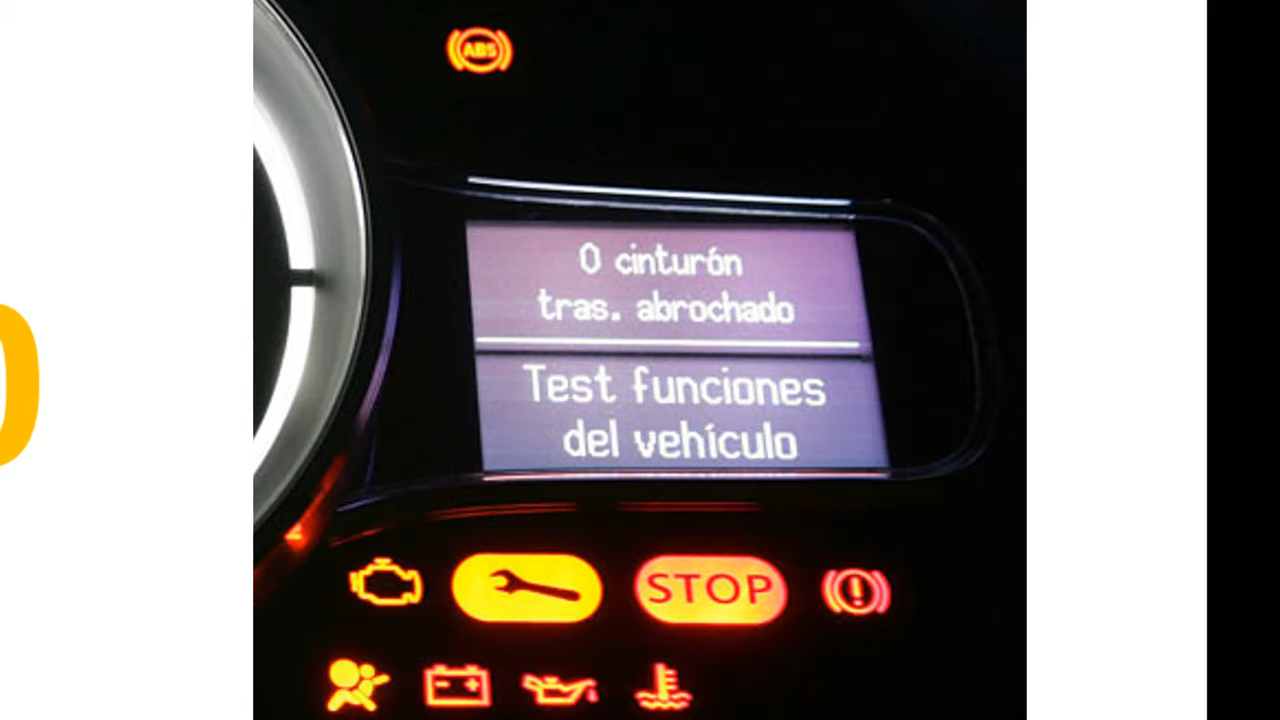 ABS
0 cinturón
tras. abrochado
Test funciones
del vehículo
STOP